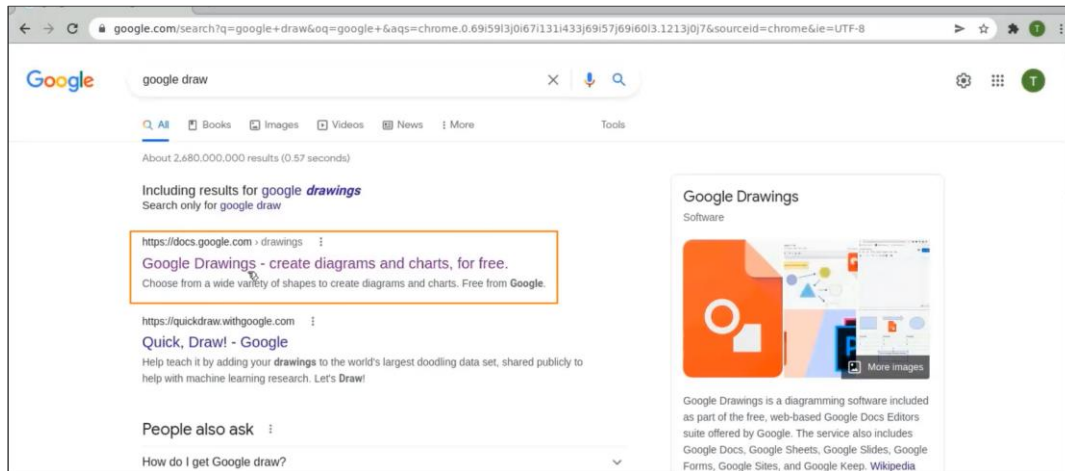 google.com/search?q=google+draw&oq=google+&aqs=chrome.0.69i59l3j0i67i131i433j69i57j69i60l3.1213j0j7&sourceid=chrome&ie=UTF-8
T
Google
google draw
T
All
Books
Images
Videos
News
More
Tools
About 2,680,000,000 results (0.57 seconds)
Including results for google drawings
Search only for google draw
https://docs.google.com › drawings
Google Drawings - create diagrams and charts, for free.
Choose from a wide variety of shapes to create diagrams and charts. Free from Google.
https://quickdraw.withgoogle.com
Quick, Draw! - Google
Help teach it by adding your drawings to the world's largest doodling data set, shared publicly to
help with machine learning research. Let's Draw!
People also ask
How do I get Google draw?
Google Drawings
Software
More images
Google Drawings is a diagramming software included
as part of the free, web-based Google Docs Editors
suite offered by Google. The service also includes
Google Docs, Google Sheets, Google Slides, Google
Forms, Google Sites, and Google Keep. Wikipedia